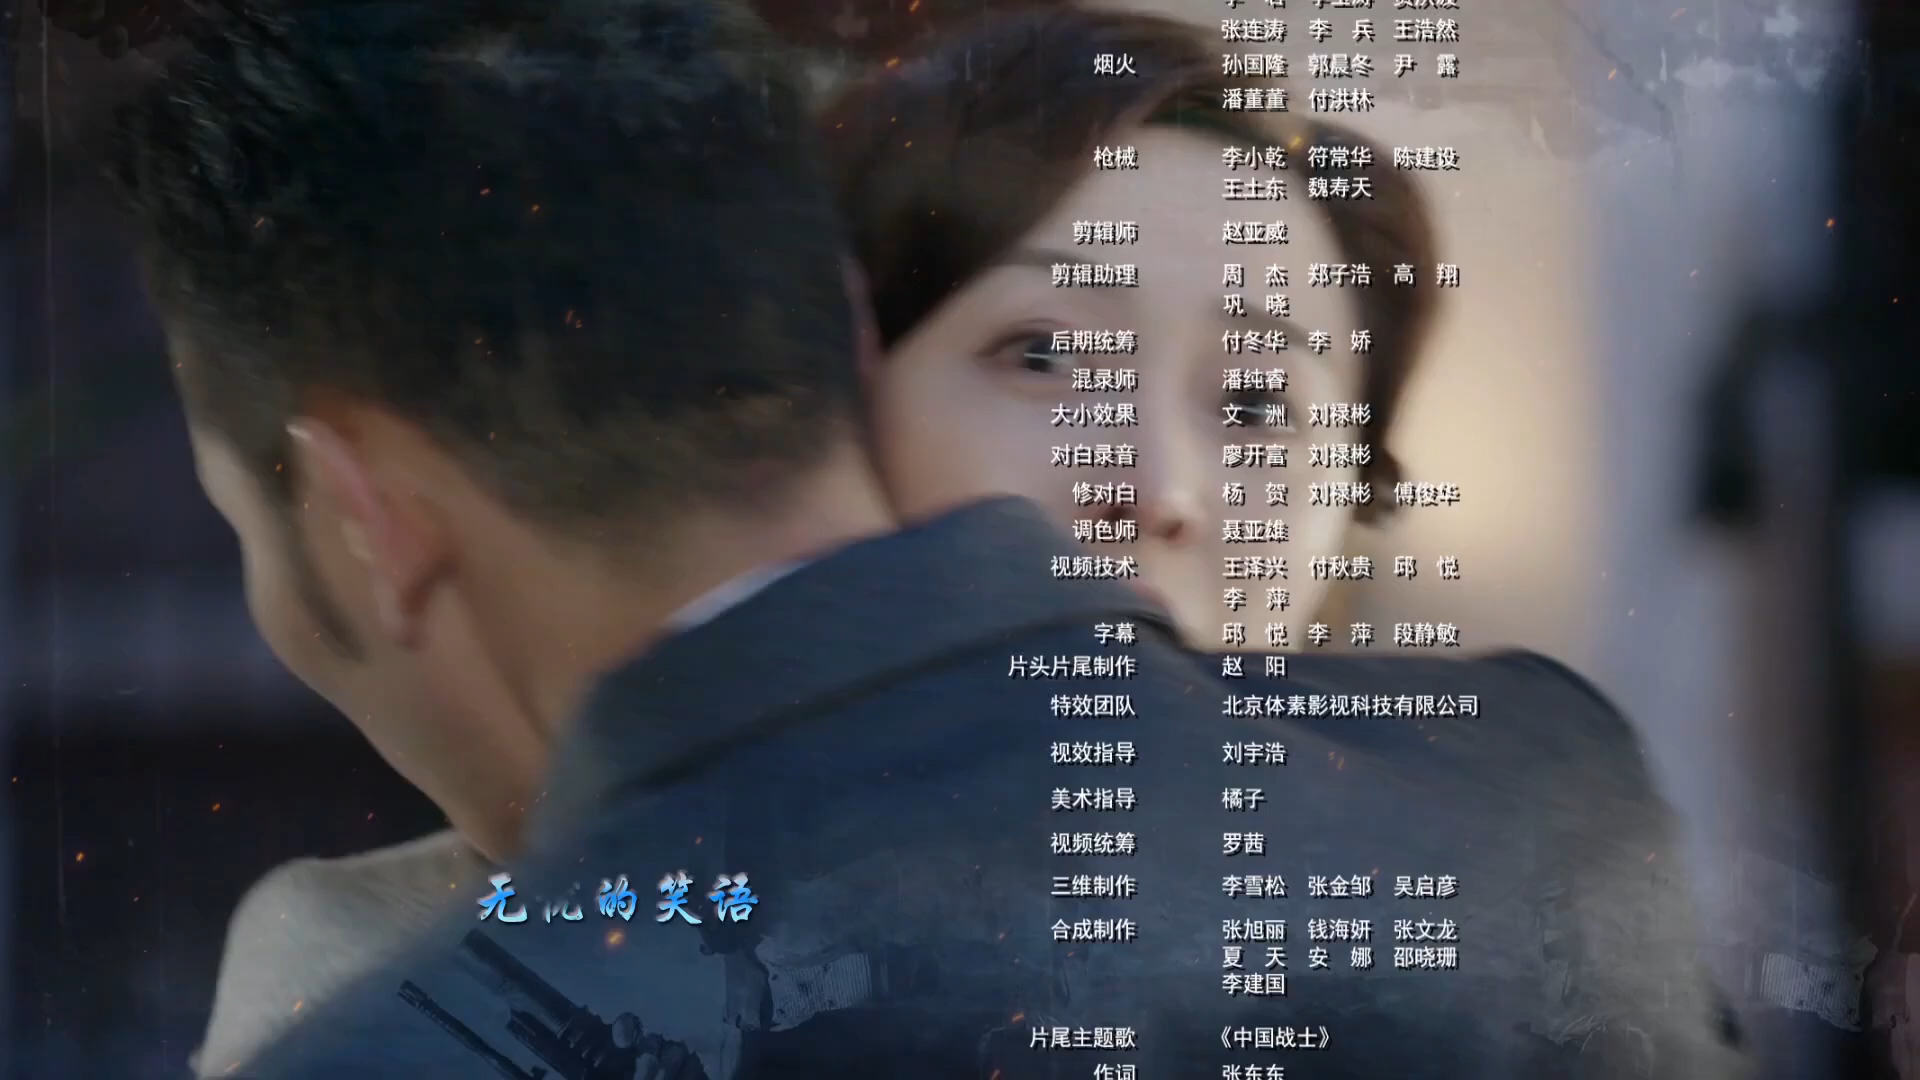 张连涛 李 兵 王浩然
烟火 孙国隆 郭晨冬 尹 露
潘董董 付洪林
枪械 李小乾 符常华 陈建设
王土东 魏寿天
剪辑师 赵亚威
剪辑助理 周 杰 郑子浩 高 翔
巩 晓
后期统筹 付冬华 李 娇
混录师 潘纯睿
大小效果 文 洲 刘禄彬
对白录音 廖开富 刘禄彬
修对白 杨 贺 刘禄彬 傅俊华
调色师 聂亚雄
视频技术 王泽兴 付秋贵 邱 悦
李 萍
字幕 邱 悦 李 萍 段静敏
片头片尾制作 赵 阳
特效团队 北京体素影视科技有限公司
视效指导 刘宇浩
美术指导 橘子
视频统筹 罗茜
三维制作 李雪松 张金邹 吴启彦
无忧的笑语
合成制作 张旭丽 钱海妍 张文龙
夏 天 安 娜 邵晓珊
李建国
片尾主题歌 《中国战士》
作词 张东东